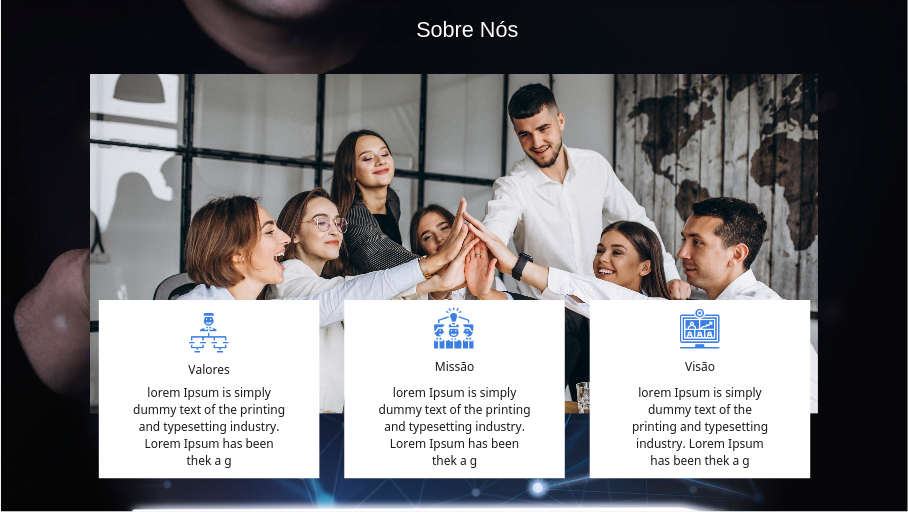 Sobre Nós
Valores
lorem Ipsum is simply
dummy text of the printing
and typesetting industry.
Lorem Ipsum has been
thek a g
Missão
lorem Ipsum is simply
dummy text of the printing
and typesetting industry.
Lorem Ipsum has been
thek a g
Visão
lorem Ipsum is simply
dummy text of the
printing and typesetting
industry. Lorem Ipsum
has been thek a g